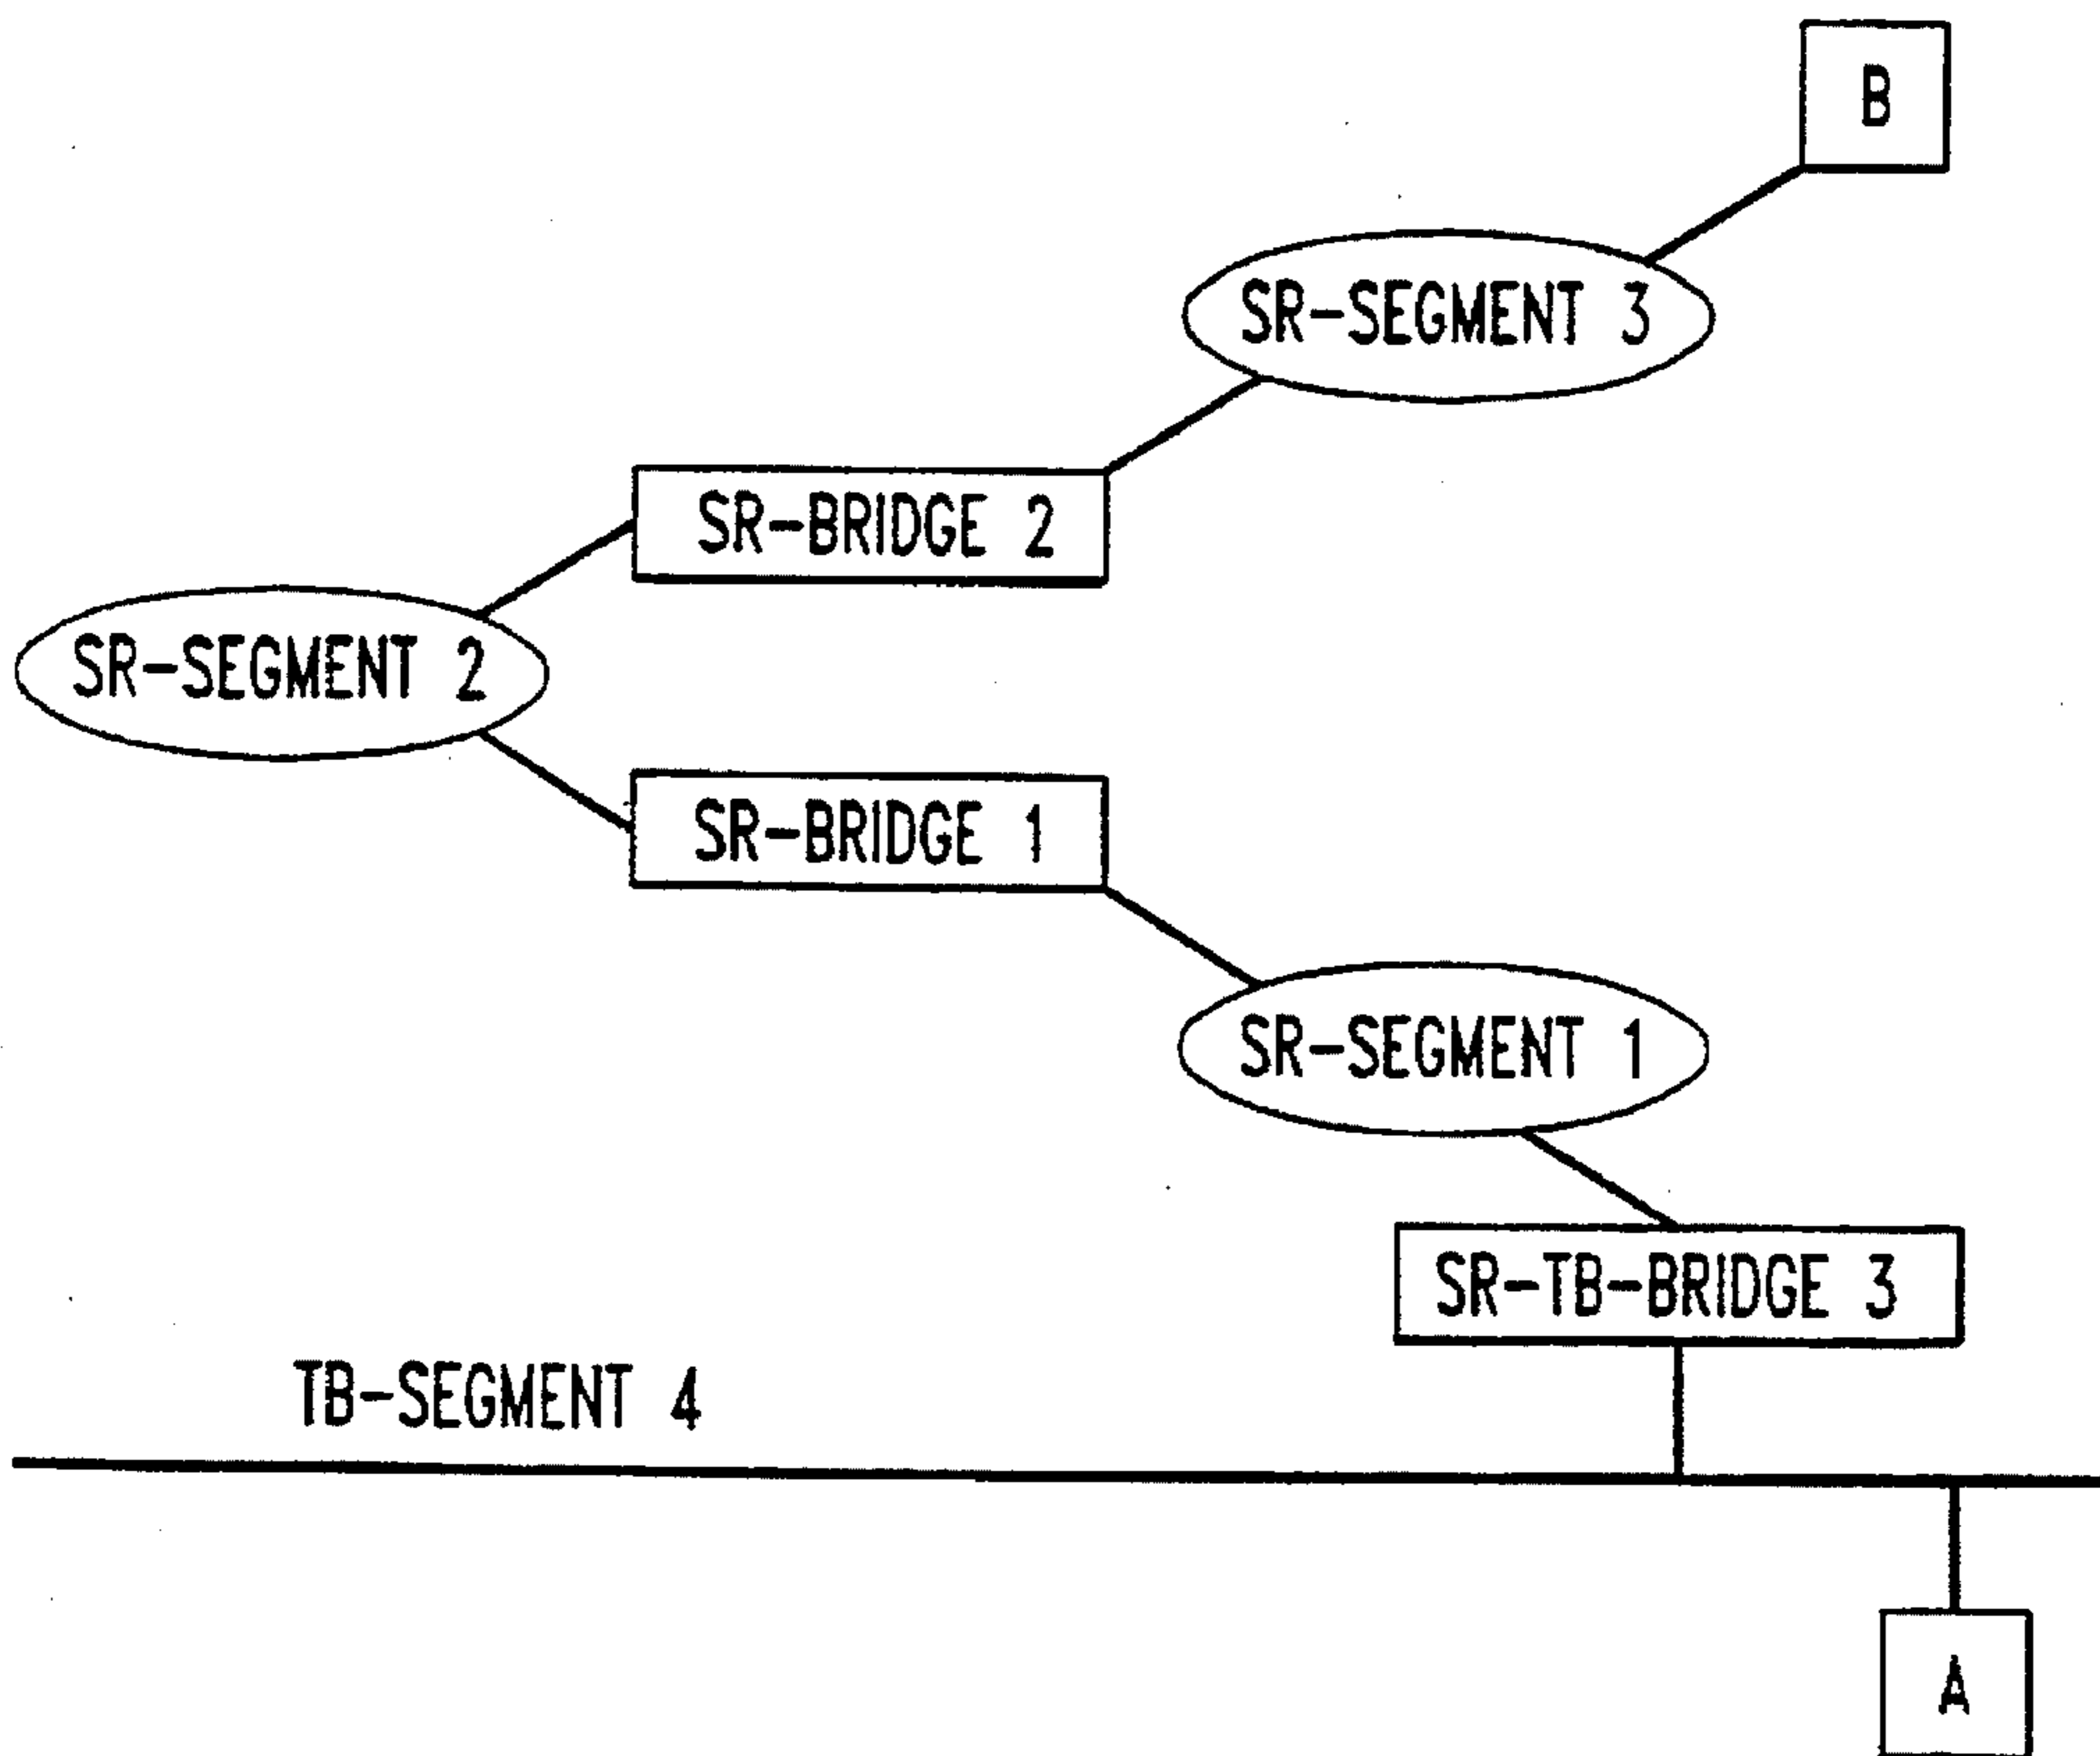 B
SR-SEGMENT 3
SR-BRIDGE 2
SR-SEGMENT 2
SR-BRIDGE 1
SR-SEGMENT 1
SR-TB-BRIDGE 3
TB-SEGMENT 4
A